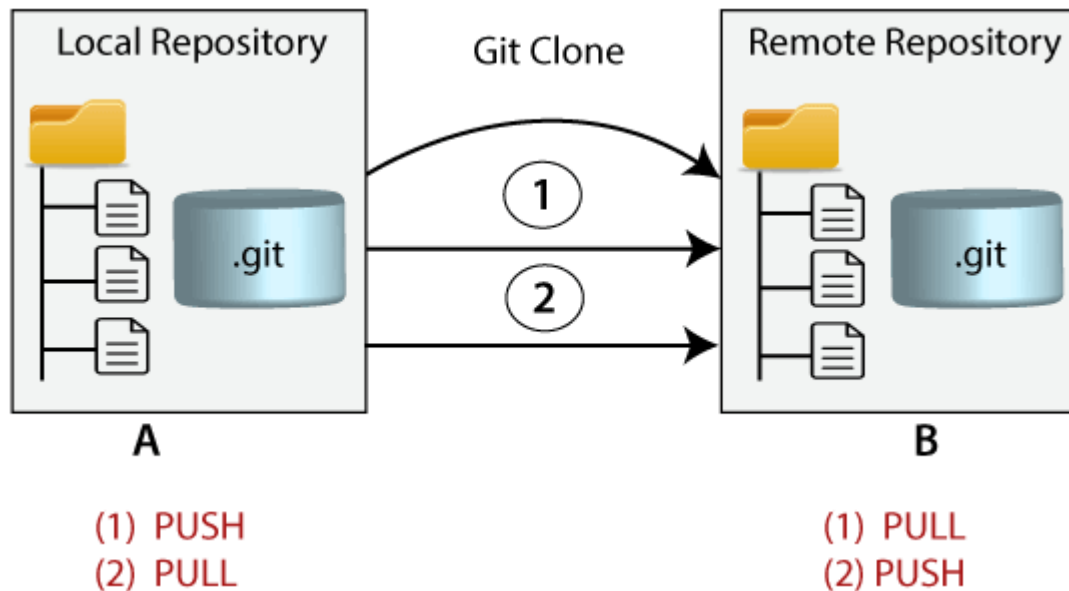 Local Repository
Git Clone
Remote Repository
.git
1
2
.git
A
B
(1) PUSH
(2) PULL
(1) PULL
(2) PUSH